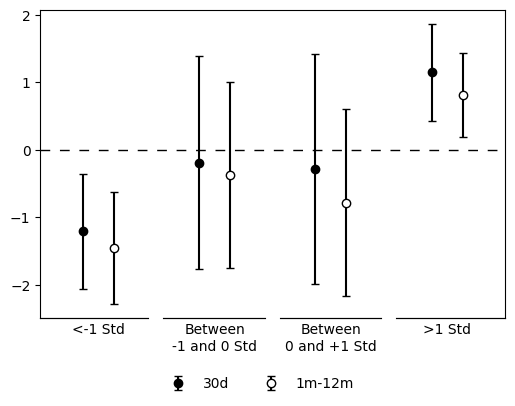 2
1
0
−1
−2
<-1 Std
Between
-1 and 0 Std
Between
0 and +1 Std
>1 Std
30d
1m-12m